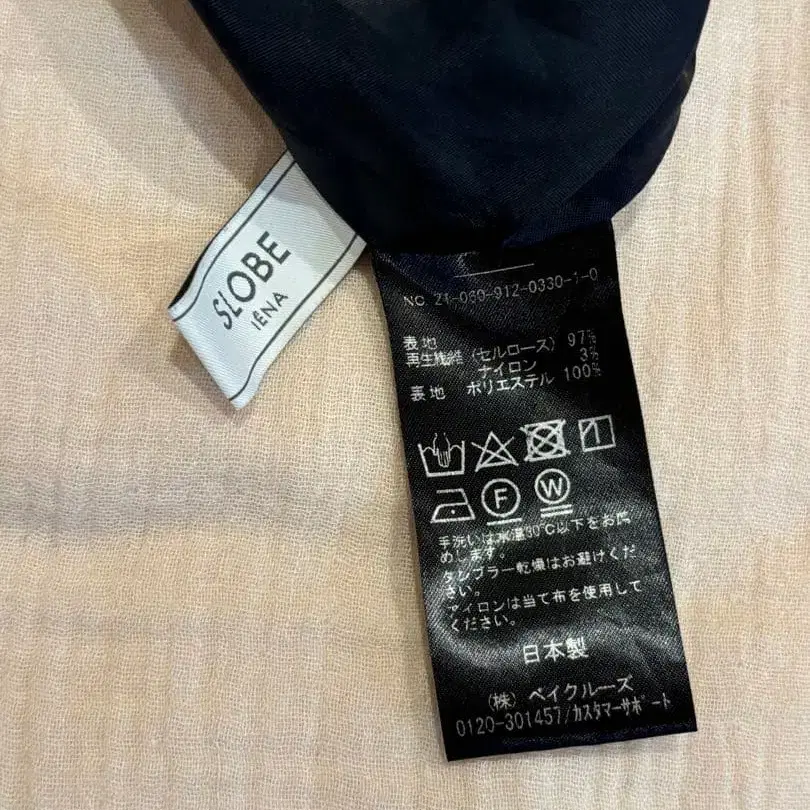 SLOBE
IÉNA
NO. 21-060-912-0330-1-0
表地
再生繊維(セルロース) 97%
ナイロン 3%
表地 ポリエステル 100%
F
W
手洗いは水温30℃以下をお薦
めします。
タンブラー乾燥はお避けくだ
さい。
アイロンは当て布を使用して
ください。
日本製
(株) ベイクルーズ
0120-301457/カスタマーサポート